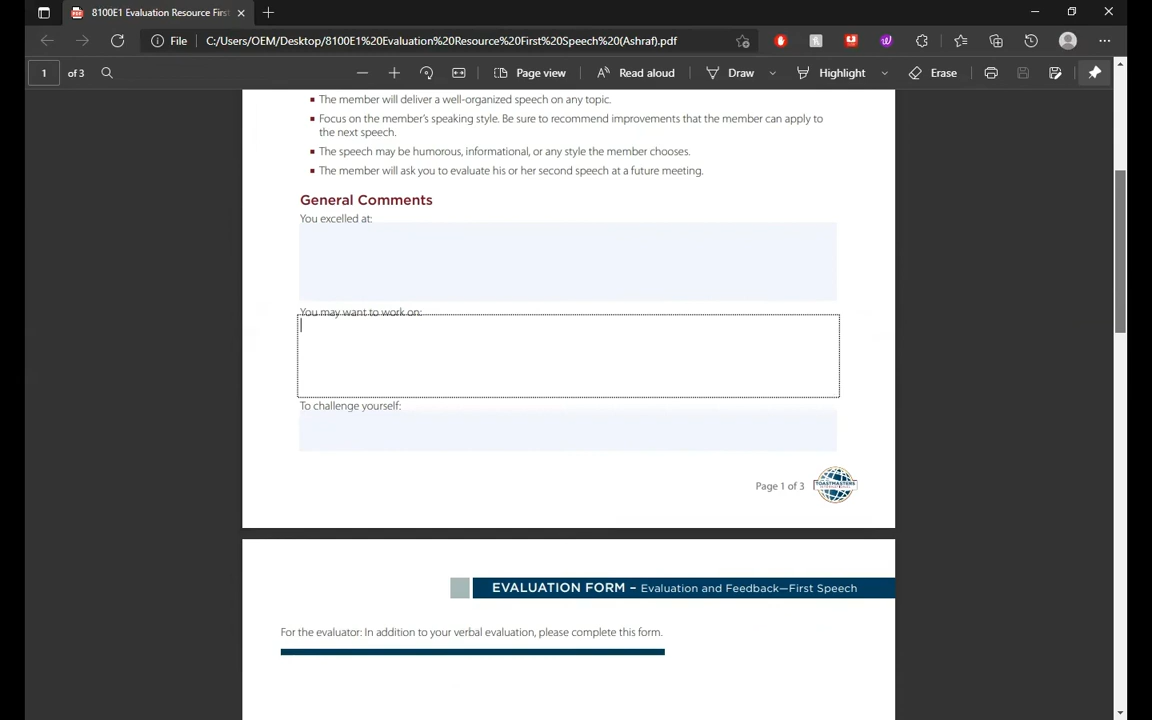 8100E1 Evaluation Resource First
File C:/Users/OEM/Desktop/8100E1%20Evaluation%20Resource%20First%20Speech%20(Ashraf).pdf
1 of 3 Page view Read aloud Draw Highlight Erase
The member will deliver a well-organized speech on any topic.
Focus on the member's speaking style. Be sure to recommend improvements that the member can apply to
the next speech.
The speech may be humorous, informational, or any style the member chooses.
The member will ask you to evaluate his or her second speech at a future meeting.
General Comments
You excelled at:
You may want to work on:
To challenge yourself:
Page 1 of 3
TOASTMASTERS
EVALUATION FORM – Evaluation and Feedback—First Speech
For the evaluator: In addition to your verbal evaluation, please complete this form.